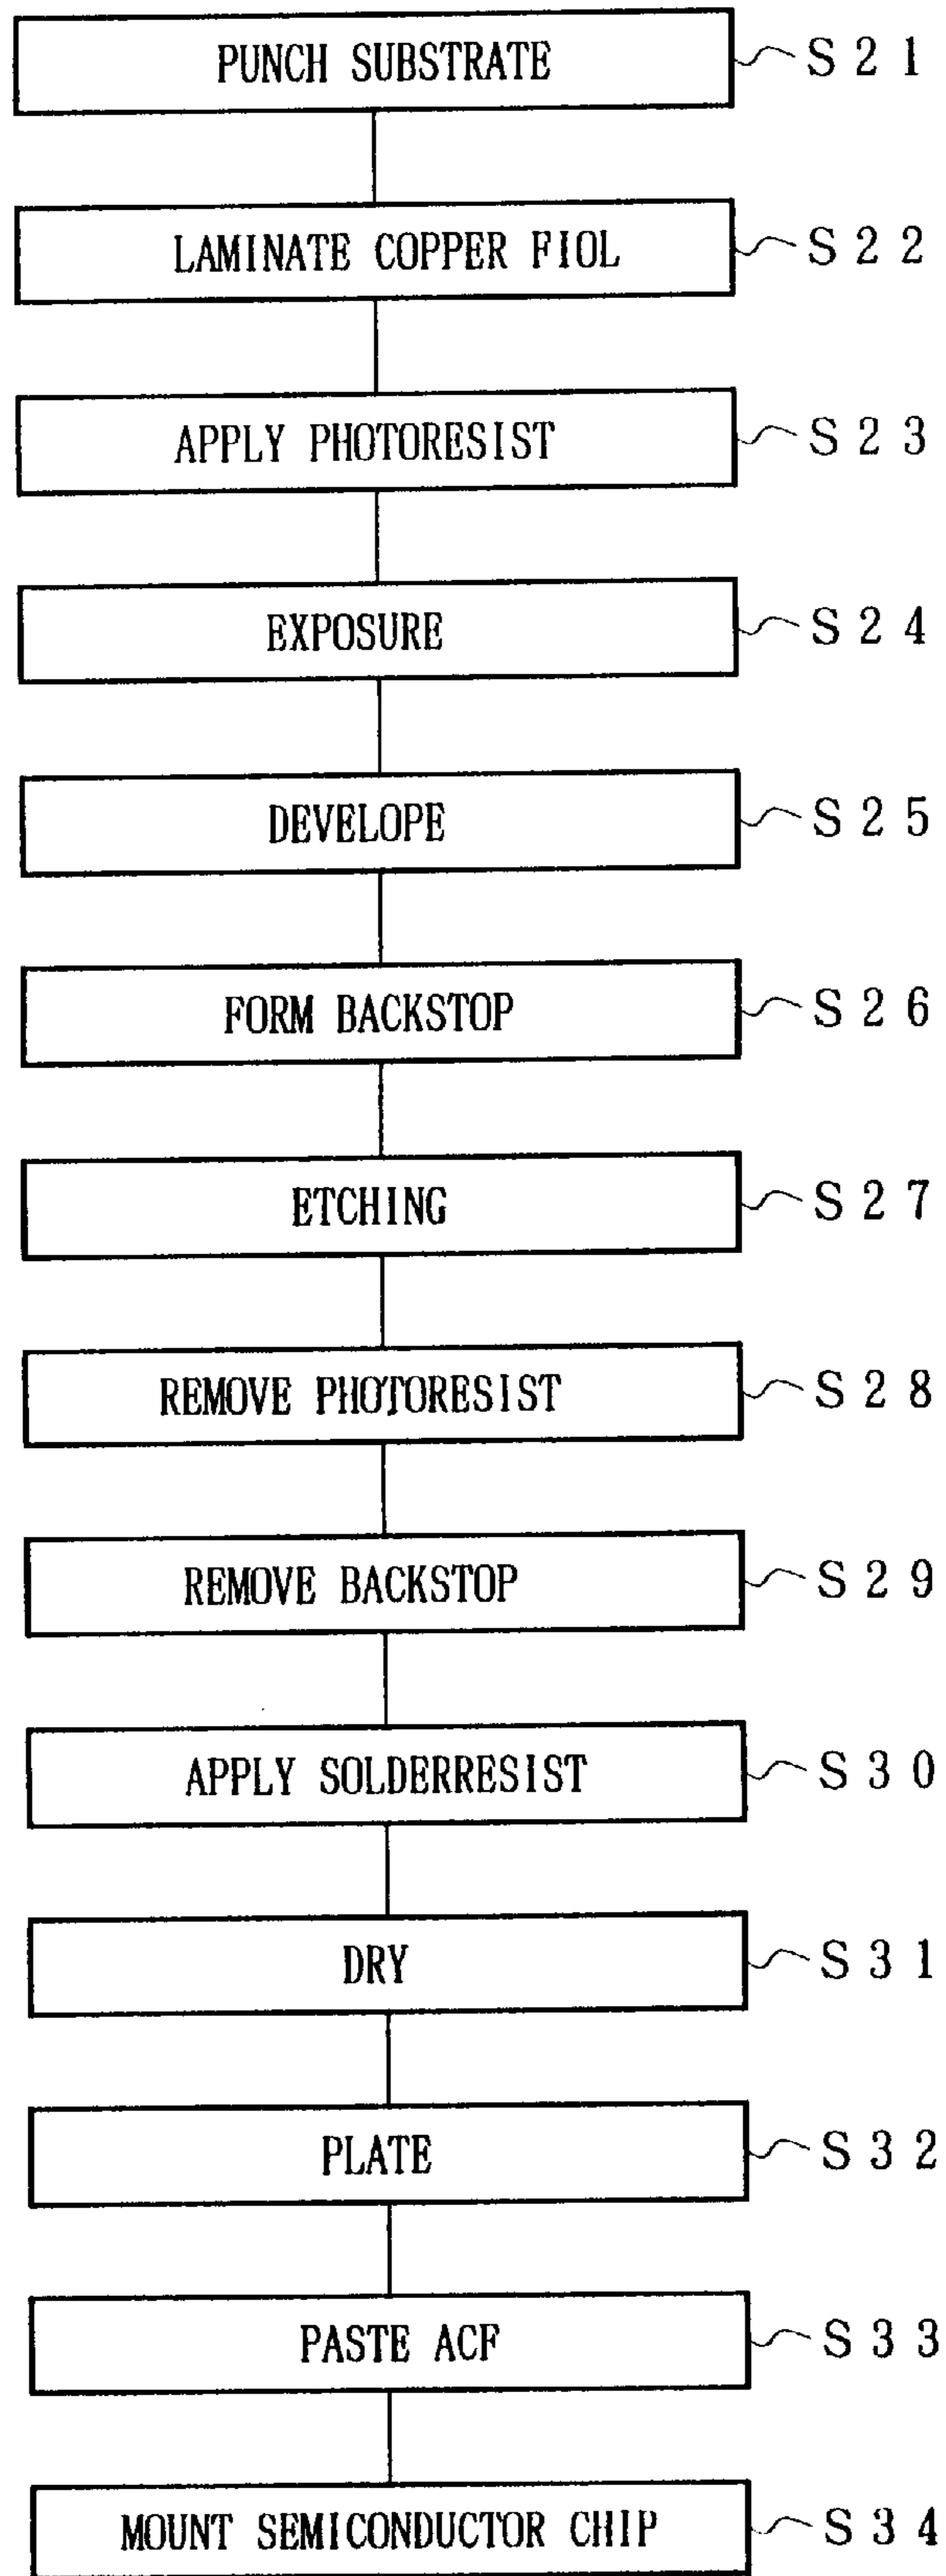 PUNCH SUBSTRATE S21
LAMINATE COPPER FIOL S22
APPLY PHOTORESIST S23
EXPOSURE S24
DEVELOPE S25
FORM BACKSTOP S26
ETCHING S27
REMOVE PHOTORESIST S28
REMOVE BACKSTOP S29
APPLY SOLDERRESIST S30
DRY S31
PLATE S32
PASTE ACF S33
MOUNT SEMICONDUCTOR CHIP S34